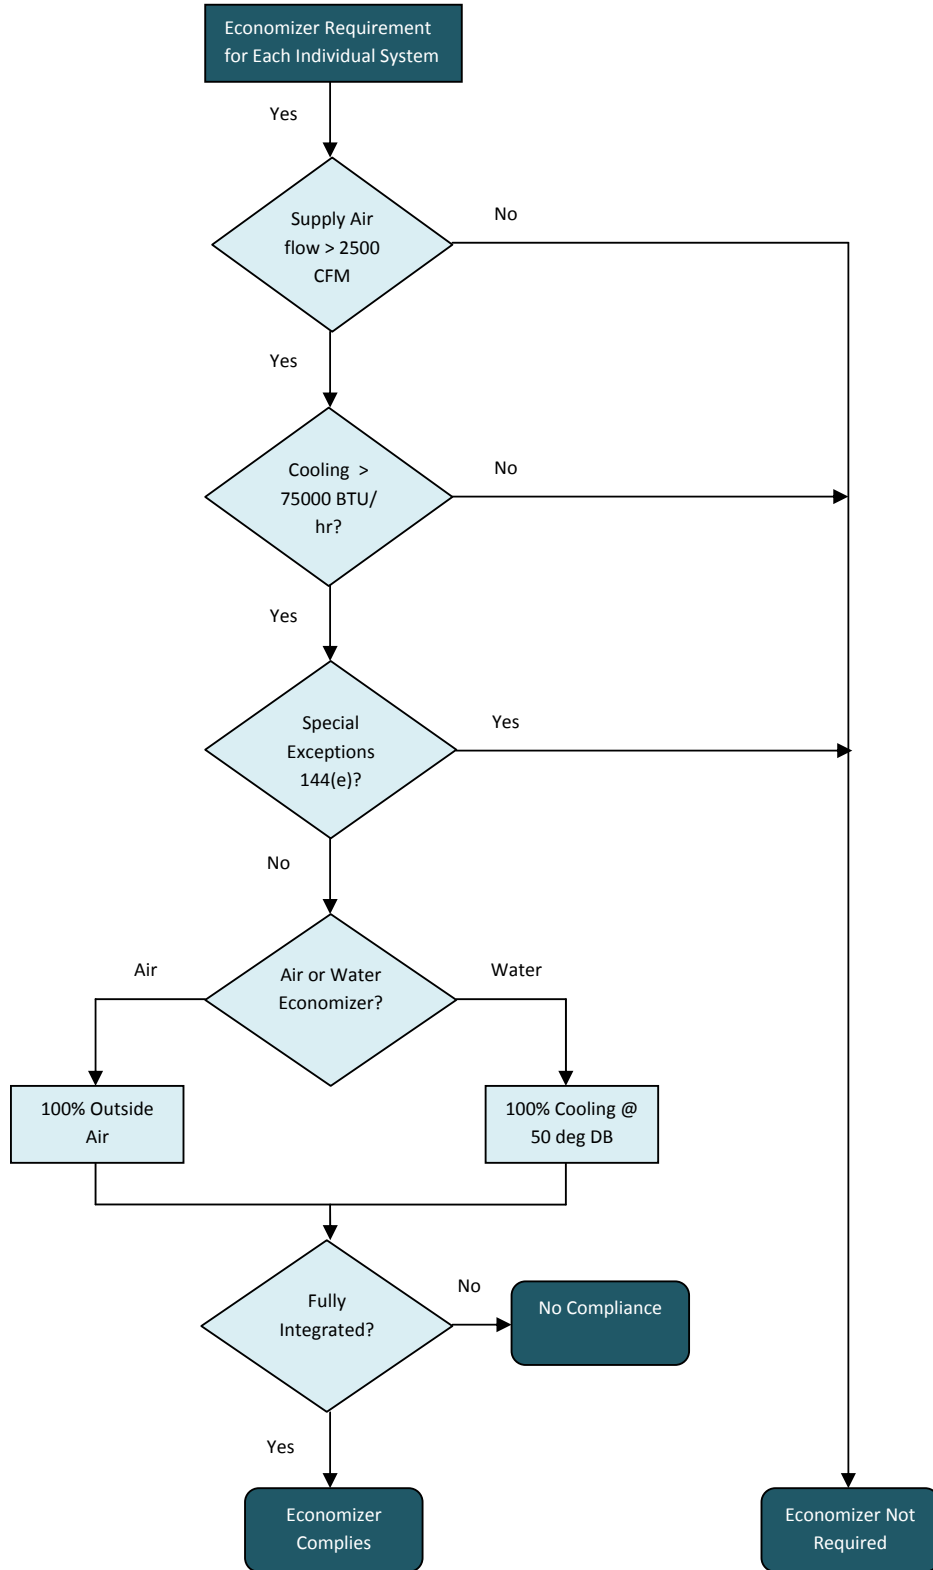 Economizer Requirement
for Each Individual System
Yes
Supply Air
flow > 2500
CFM
No
Yes
Cooling >
75000 BTU/
hr?
No
Yes
Special
Exceptions
144(e)?
Yes
No
Air or Water
Economizer?
Air
Water
100% Outside
Air
100% Cooling @
50 deg DB
Fully
Integrated?
No
No Compliance
Yes
Economizer
Complies
Economizer Not
Required